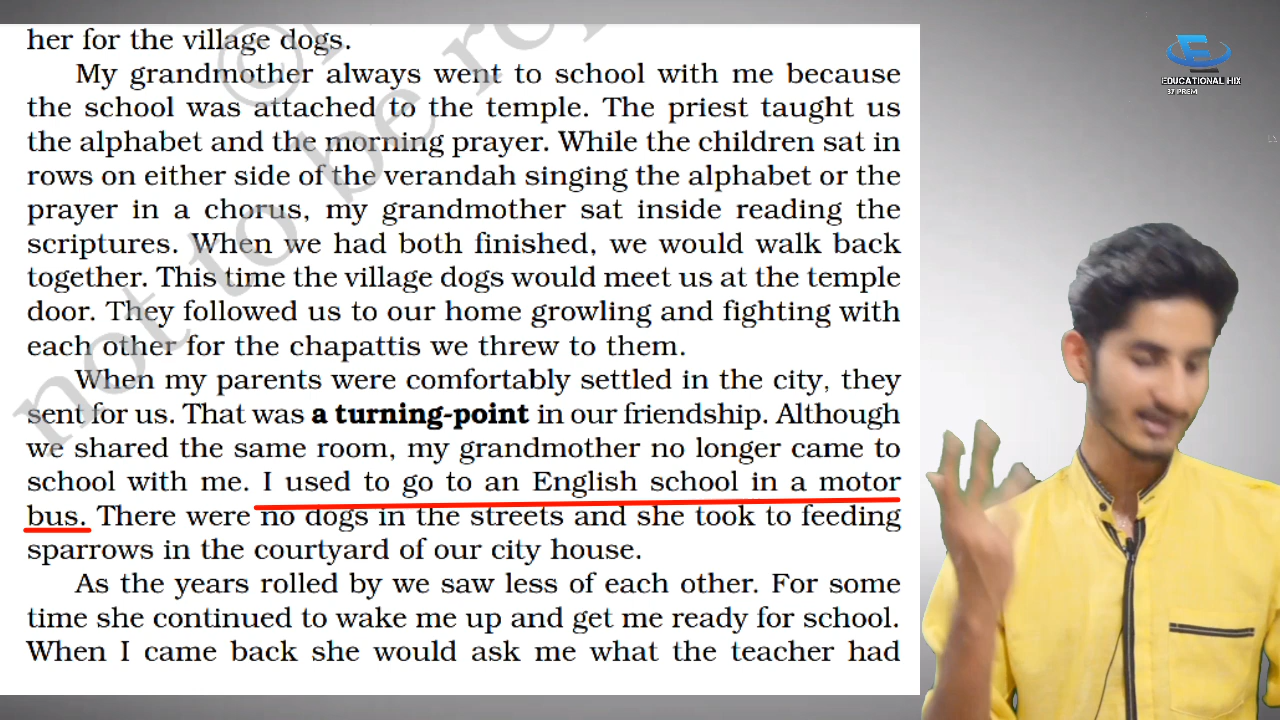 her for the village dogs.
My grandmother always went to school with me because
the school was attached to the temple. The priest taught us
the alphabet and the morning prayer. While the children sat in
rows on either side of the verandah singing the alphabet or the
prayer in a chorus, my grandmother sat inside reading the
scriptures. When we had both finished, we would walk back
together. This time the village dogs would meet us at the temple
door. They followed us to our home growling and fighting with
each other for the chapattis we threw to them.
When my parents were comfortably settled in the city, they
sent for us. That was a turning-point in our friendship. Although
we shared the same room, my grandmother no longer came to
school with me. I used to go to an English school in a motor
bus. There were no dogs in the streets and she took to feeding
sparrows in the courtyard of our city house.
As the years rolled by we saw less of each other. For some
time she continued to wake me up and get me ready for school.
When I came back she would ask me what the teacher had
not to be rep
EDUCATIONAL HIX
BY PREM